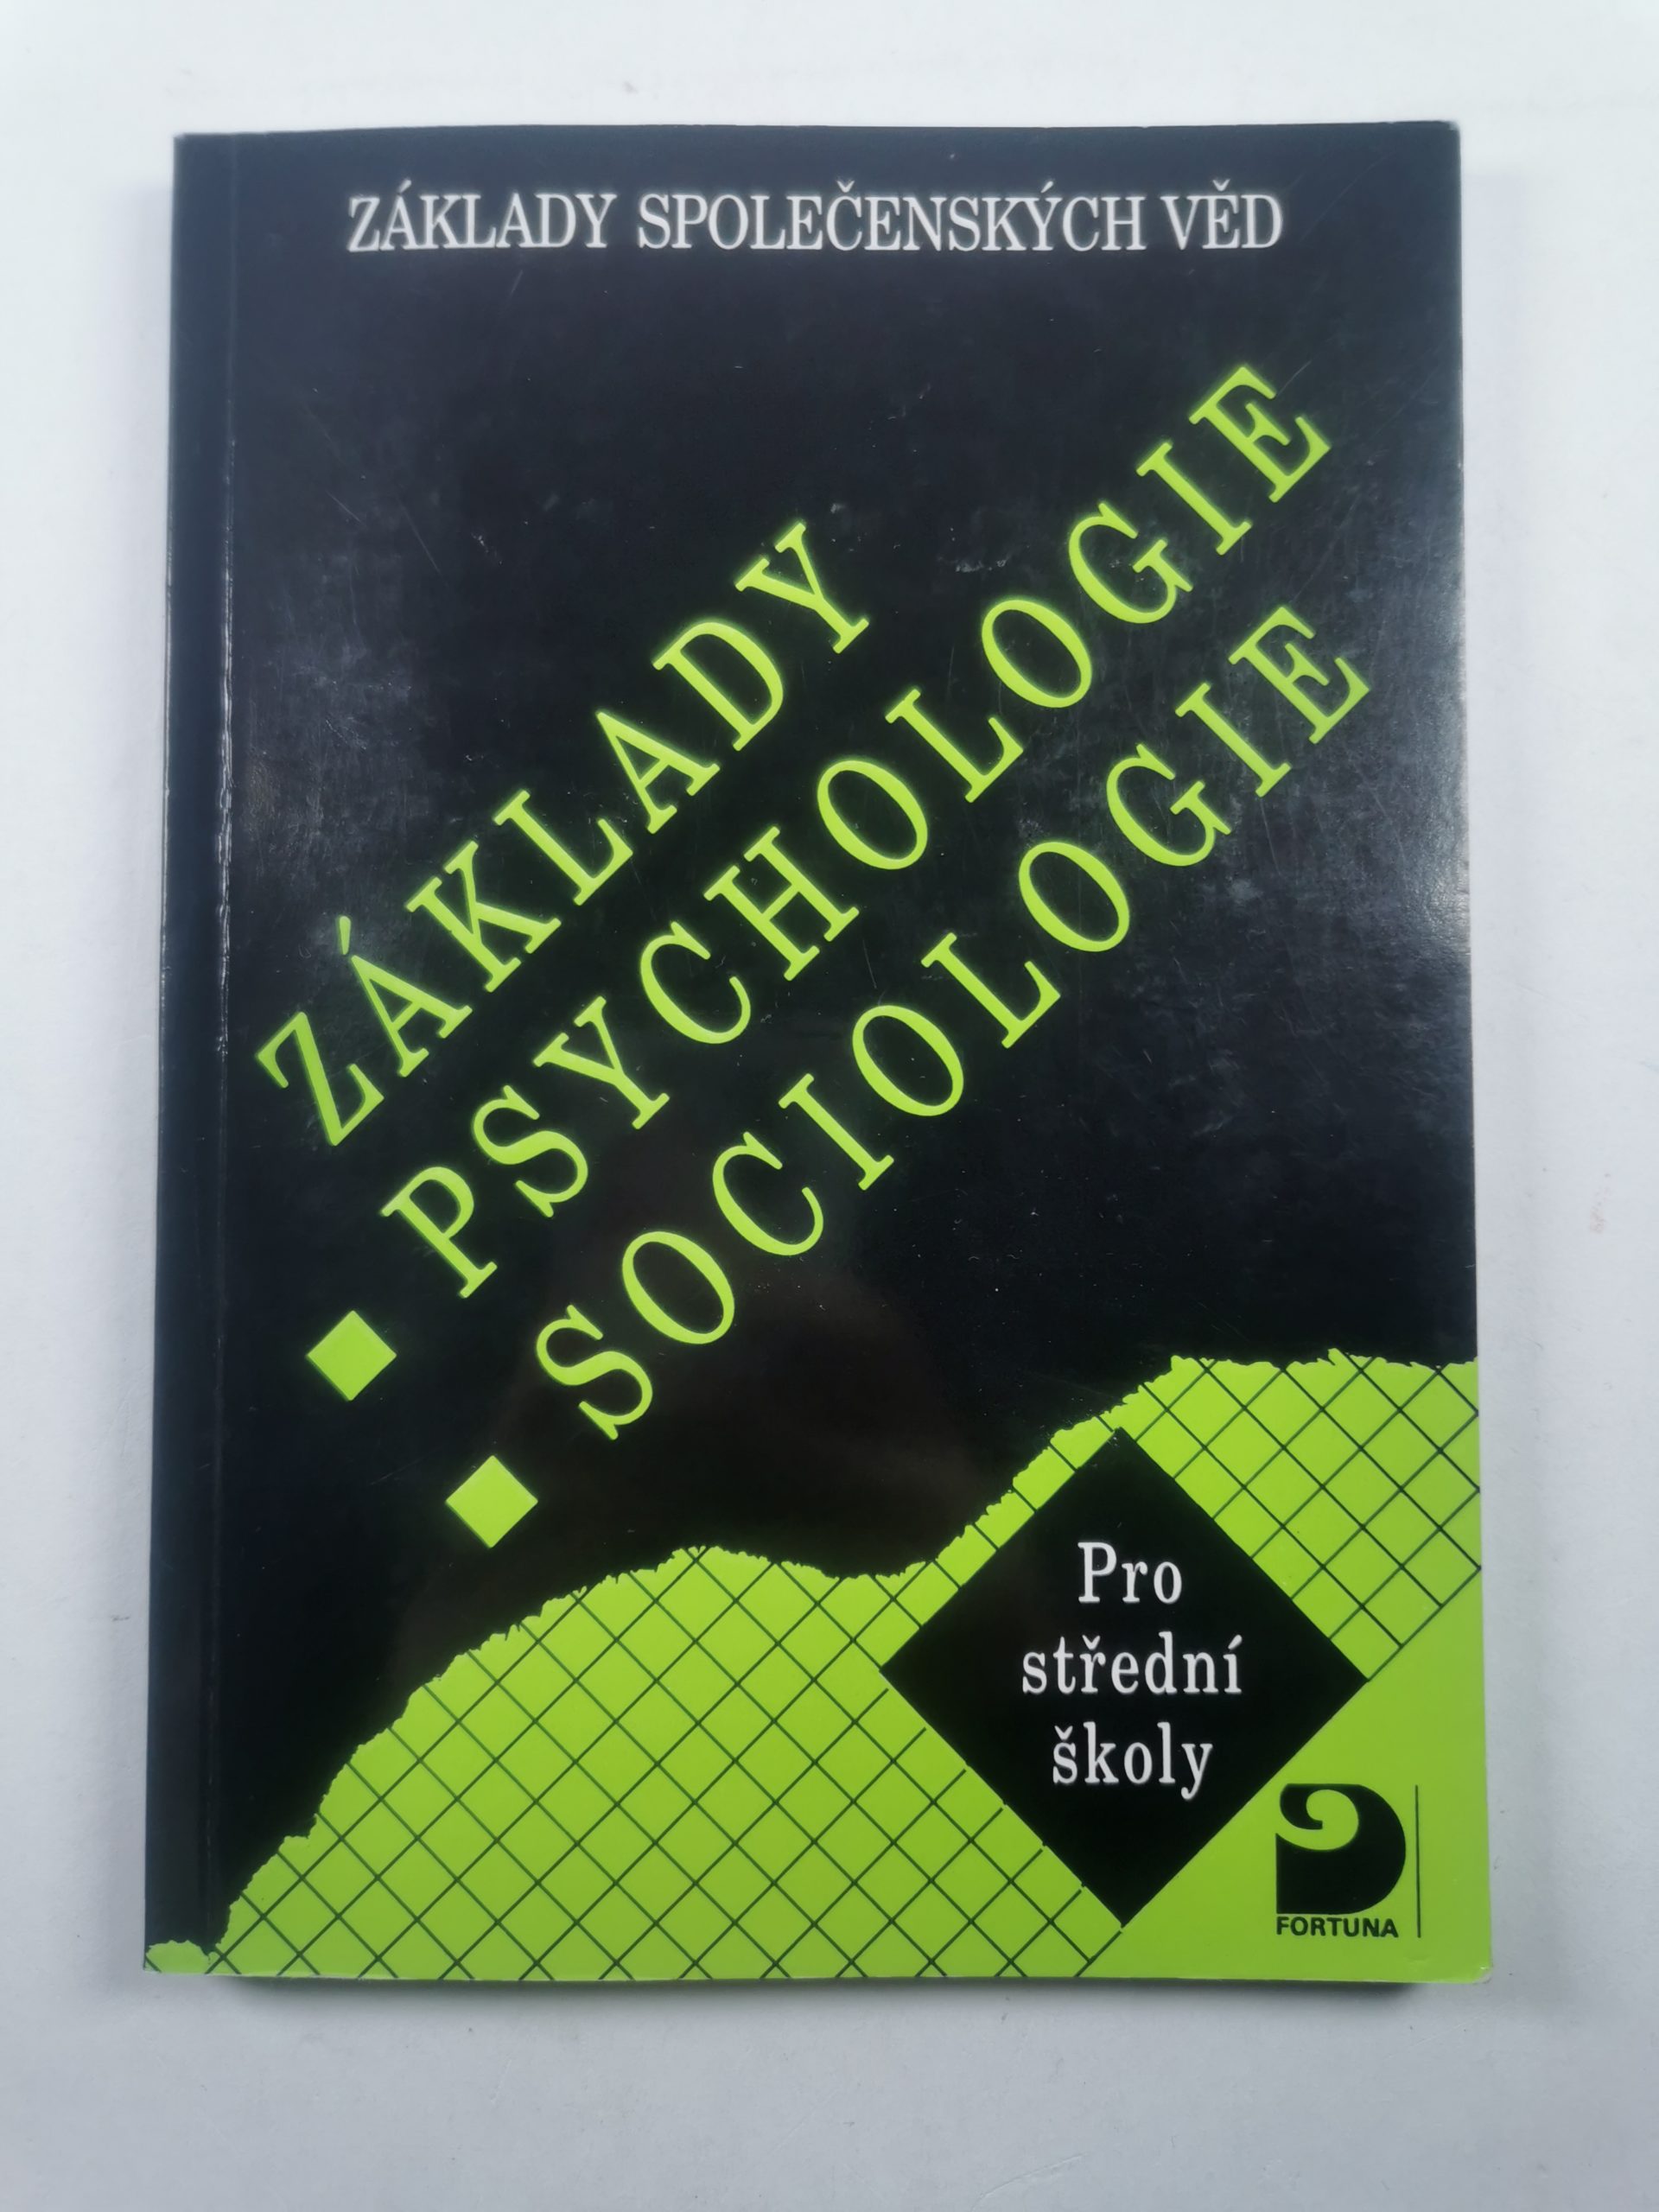 ZÁKLADY SPOLEČENSKÝCH VĚD
ZÁKLADY
PSYCHOLOGIE
SOCIOLOGIE
Pro
střední
školy
FORTUNA